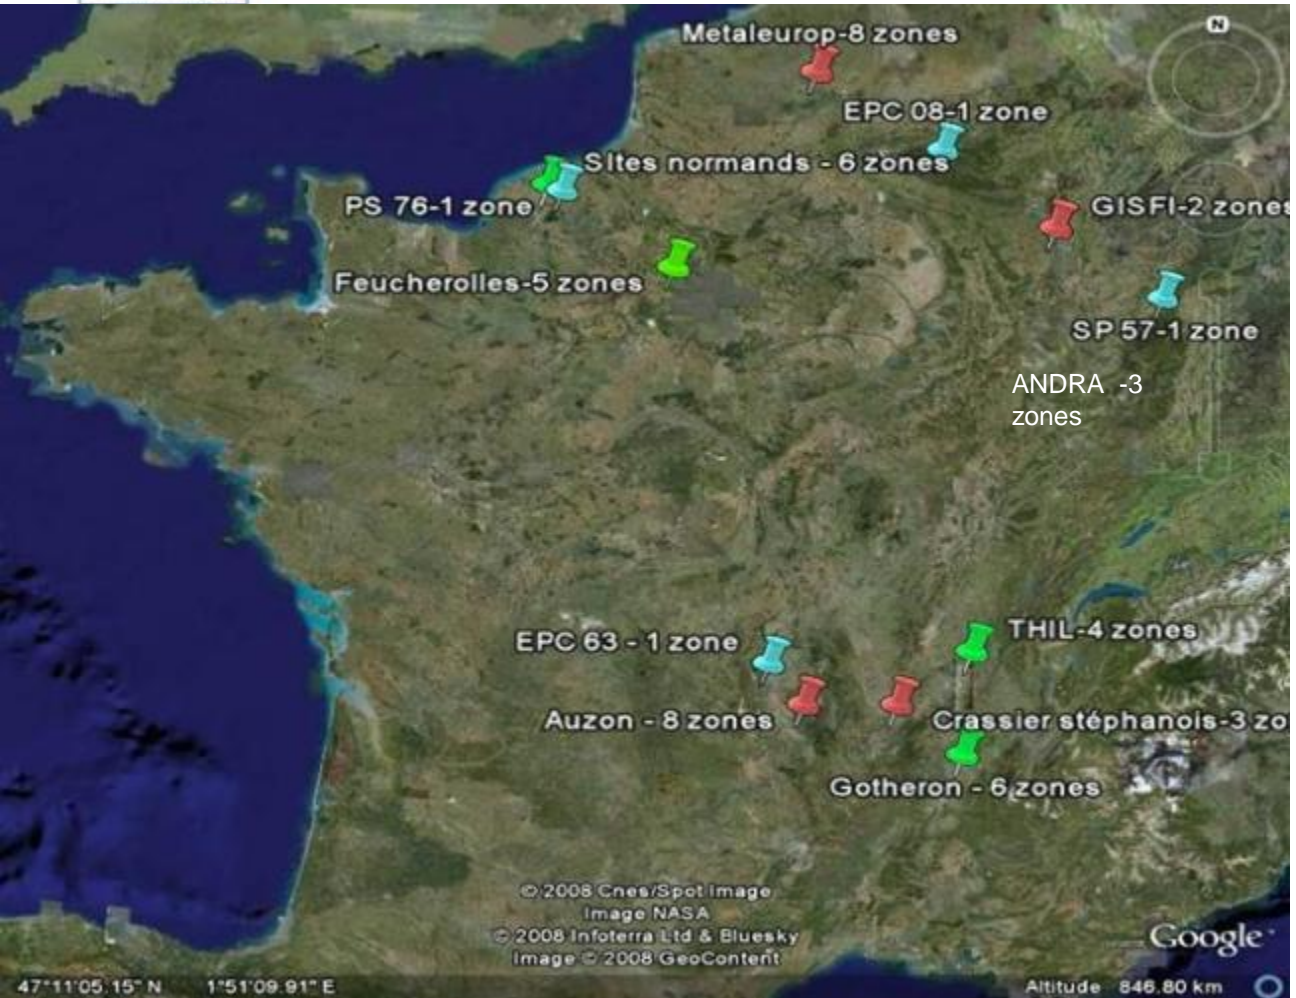 N
Metaleurop-8 zones
EPC 08-1 zone
SItes normands - 6 zones
PS 76-1 zone
GISFI-2 zones
Feucherolles-5 zones
SP 57-1 zone
ANDRA -3
zones
THIL-4 zones
EPC 63 - 1 zone
Auzon - 8 zones
Crassier stéphanois-3 zo
Gotheron - 6 zones
© 2008 Cnes/Spot Image
Image NASA
© 2008 Infoterra Ltd & Bluesky
Image © 2008 GeoContent
Google
47°11'05.15" N 1°51'09.91" E
Altitude 846.80 km